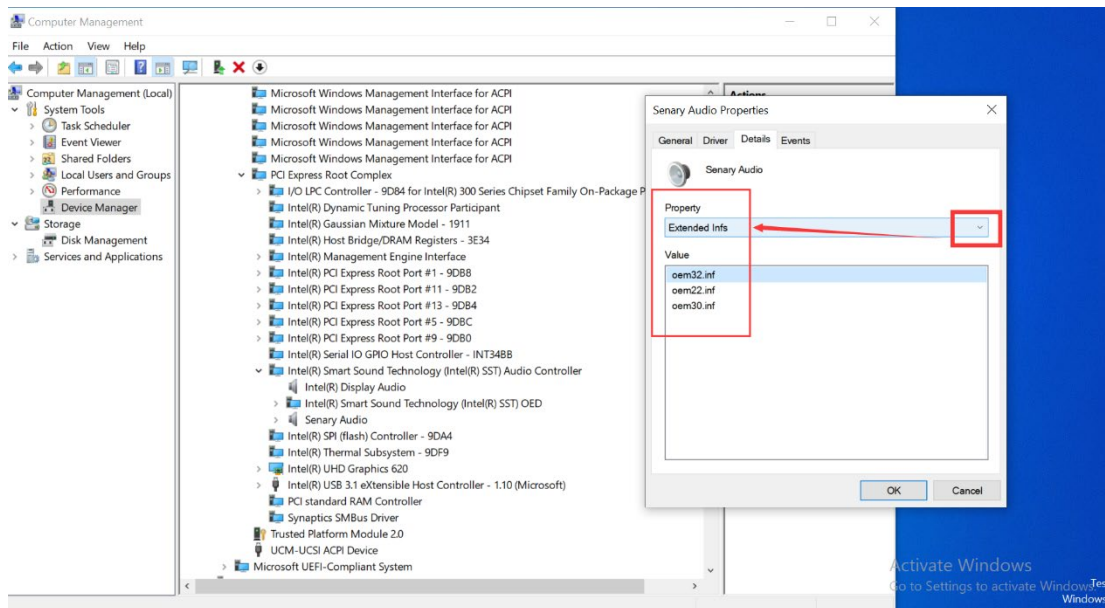 Computer Management
File Action View Help
Computer Management (Local)
System Tools
Task Scheduler
Event Viewer
Shared Folders
Local Users and Groups
Performance
Device Manager
Storage
Disk Management
Services and Applications
Microsoft Windows Management Interface for ACPI
Microsoft Windows Management Interface for ACPI
Microsoft Windows Management Interface for ACPI
Microsoft Windows Management Interface for ACPI
Microsoft Windows Management Interface for ACPI
PCI Express Root Complex
I/O LPC Controller - 9D84 for Intel(R) 300 Series Chipset Family On-Package P
Intel(R) Dynamic Tuning Processor Participant
Intel(R) Gaussian Mixture Model - 1911
Intel(R) Host Bridge/DRAM Registers - 3E34
Intel(R) Management Engine Interface
Intel(R) PCI Express Root Port #1 - 9DB8
Intel(R) PCI Express Root Port #11 - 9DB2
Intel(R) PCI Express Root Port #13 - 9DB4
Intel(R) PCI Express Root Port #5 - 9DBC
Intel(R) PCI Express Root Port #9 - 9DB0
Intel(R) Serial IO GPIO Host Controller - INT34BB
Intel(R) Smart Sound Technology (Intel(R) SST) Audio Controller
Intel(R) Display Audio
Intel(R) Smart Sound Technology (Intel(R) SST) OED
Senary Audio
Intel(R) SPI (flash) Controller - 9DA4
Intel(R) Thermal Subsystem - 9DF9
Intel(R) UHD Graphics 620
Intel(R) USB 3.1 eXtensible Host Controller - 1.10 (Microsoft)
PCI standard RAM Controller
Synaptics SMBus Driver
Trusted Platform Module 2.0
UCM-UCSI ACPI Device
Microsoft UEFI-Compliant System
Actions
Senary Audio Properties
General Driver Details Events
Senary Audio
Property
Extended Infs
Value
oem32.inf
oem22.inf
oem30.inf
OK Cancel
Activate Windows
Go to Settings to activate Windows.
Tes
Windows